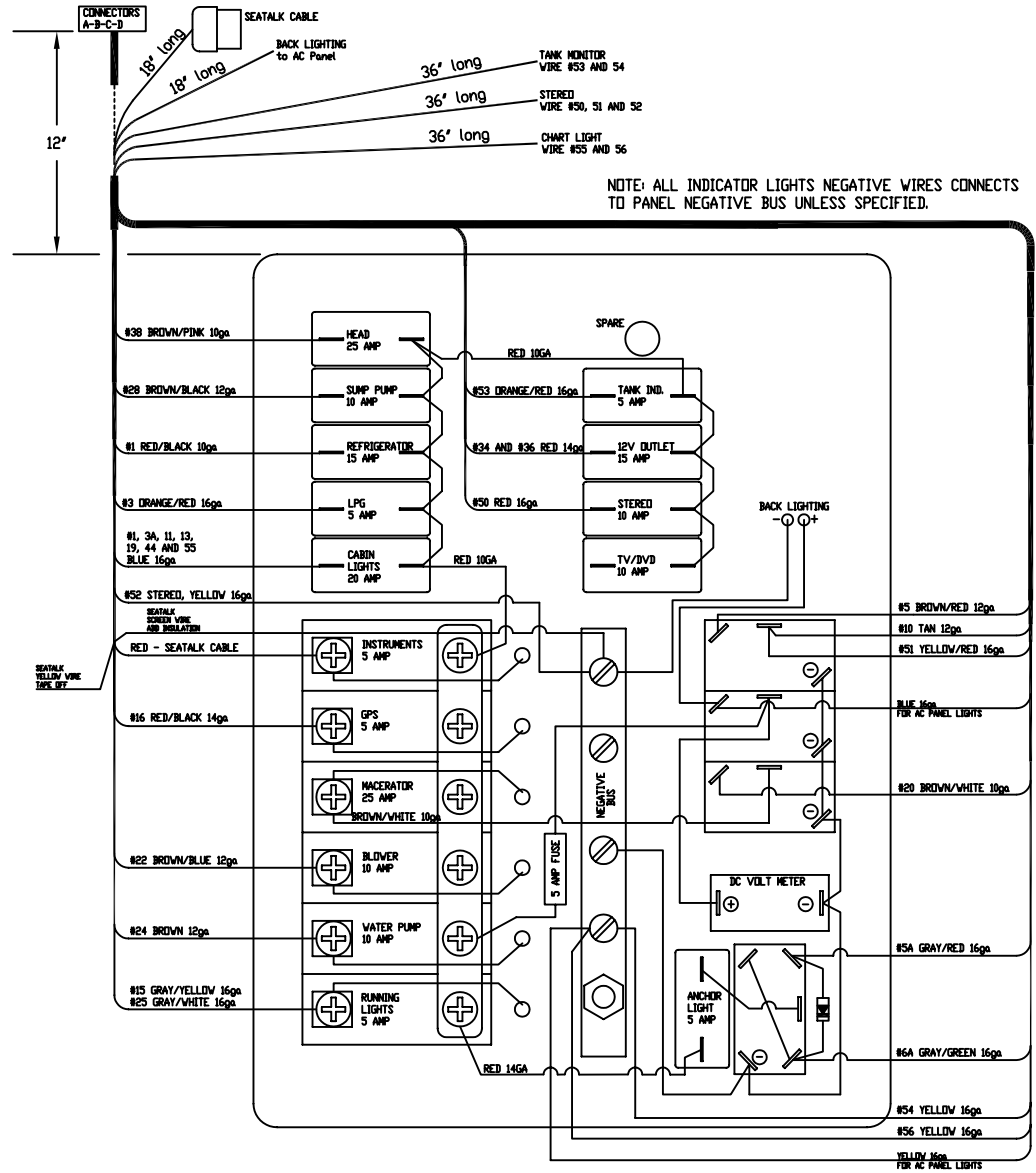 CONNECTORS
A-B-C-D
SEATALK CABLE
BACK LIGHTING
to AC Panel
18" long
18" long
36" long
TANK MONITOR
WIRE #53 AND 54
36" long
STEREO
WIRE #50, 51 AND 52
36" long
CHART LIGHT
WIRE #55 AND 56
12"
NOTE: ALL INDICATOR LIGHTS NEGATIVE WIRES CONNECTS
TO PANEL NEGATIVE BUS UNLESS SPECIFIED.
#38 BROWN/PINK 10ga
HEAD
25 AMP
SPARE
RED 10GA
#28 BROWN/BLACK 12ga
SUMP PUMP
10 AMP
#53 ORANGE/RED 16ga
TANK IND.
5 AMP
#1 RED/BLACK 10ga
REFRIGERATOR
15 AMP
#34 AND #36 RED 14ga
12V OUTLET
15 AMP
#3 ORANGE/RED 16ga
LPG
5 AMP
#50 RED 16ga
STEREO
10 AMP
BACK LIGHTING
- +
#1, 3A, 11, 13,
19, 44 AND 55
BLUE 16ga
CABIN
LIGHTS
20 AMP
RED 10GA
TV/DVD
10 AMP
#52 STEREO, YELLOW 16ga
SEATALK
SCREEN WIRE
ADD INSULATION
RED - SEATALK CABLE
INSTRUMENTS
5 AMP
#5 BROWN/RED 12ga
#10 TAN 12ga
#51 YELLOW/RED 16ga
SEATALK
YELLOW WIRE
TAPE OFF
-
#16 RED/BLACK 14ga
GPS
5 AMP
BLUE 16ga
FOR AC PANEL LIGHTS
-
MACERATOR
25 AMP
BROWN/WHITE 10ga
NEGATIVE
BUS
#20 BROWN/WHITE 10ga
-
#22 BROWN/BLUE 12ga
BLOWER
10 AMP
5 AMP FUSE
DC VOLT METER
+ -
#24 BROWN 12ga
WATER PUMP
10 AMP
#5A GRAY/RED 16ga
#15 GRAY/YELLOW 16ga
#25 GRAY/WHITE 16ga
RUNNING
LIGHTS
5 AMP
ANCHOR
LIGHT
5 AMP
-
#6A GRAY/GREEN 16ga
RED 14GA
#54 YELLOW 16ga
#56 YELLOW 16ga
YELLOW 16ga
FOR AC PANEL LIGHTS